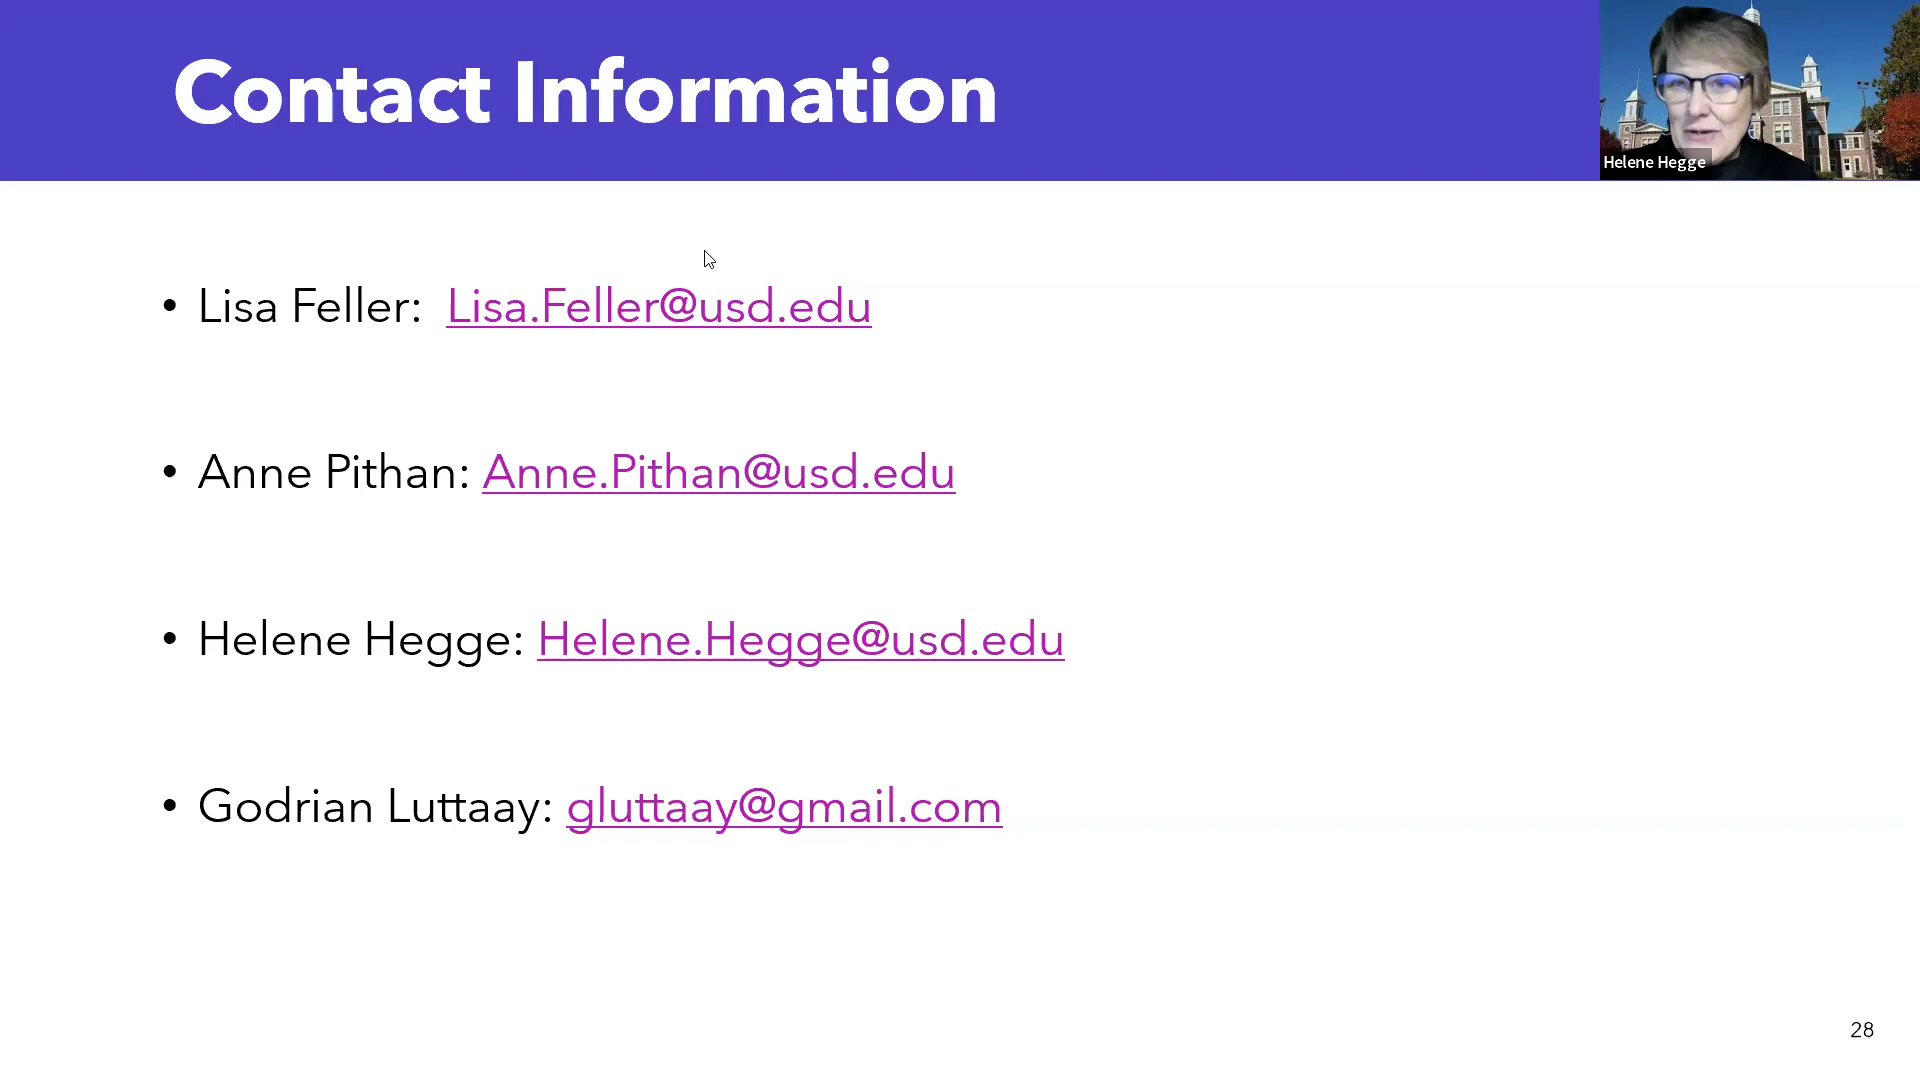 Contact Information
Helene Hegge
• Lisa Feller: Lisa.Feller@usd.edu
• Anne Pithan: Anne.Pithan@usd.edu
• Helene Hegge: Helene.Hegge@usd.edu
• Godrian Luttaay: gluttaay@gmail.com
28